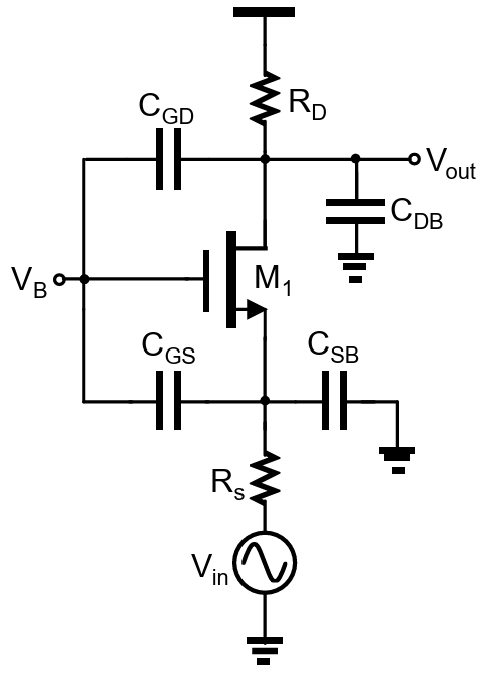 C_GD
R_D
V_out
C_DB
V_B
M_1
C_GS
C_SB
R_s
V_in